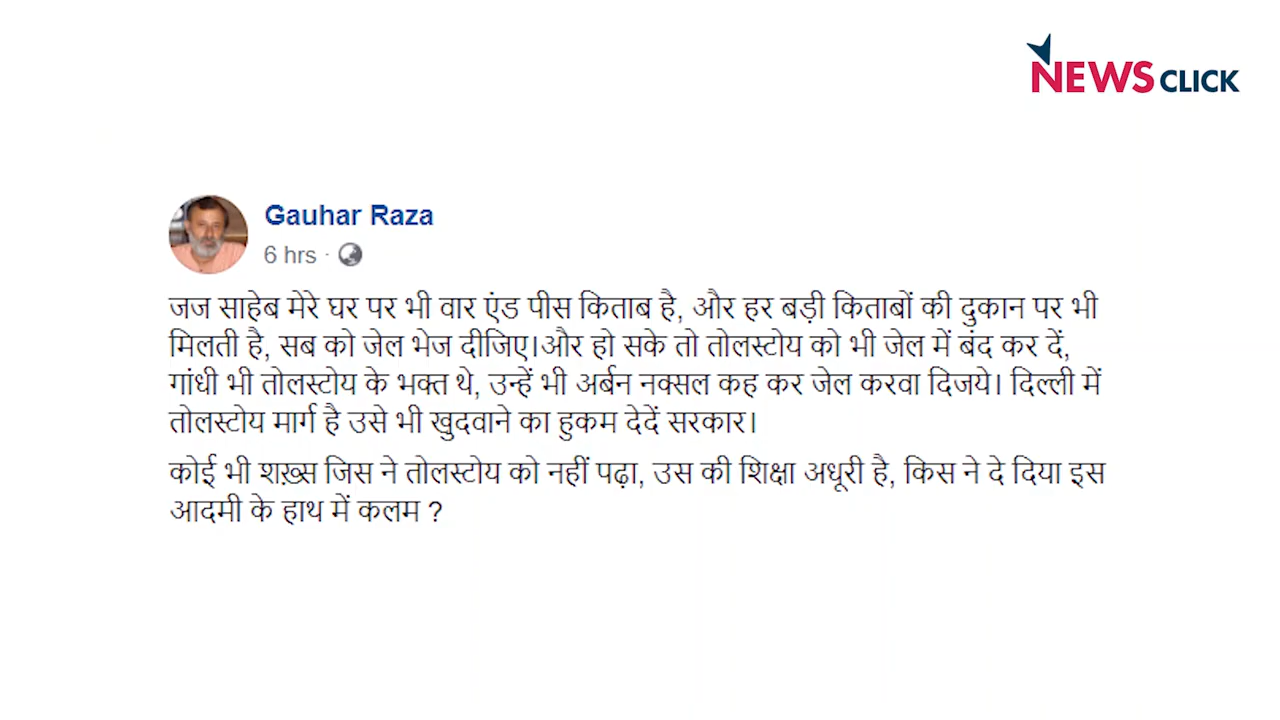 NEWS CLICK
Gauhar Raza
6 hrs ·
जज साहेब मेरे घर पर भी वार एंड पीस किताब है, और हर बड़ी किताबों की दुकान पर भी
मिलती है, सब को जेल भेज दीजिए।और हो सके तो तोलस्टोय को भी जेल में बंद कर दें,
गांधी भी तोलस्टोय के भक्त थे, उन्हें भी अर्बन नक्सल कह कर जेल करवा दिजये। दिल्ली में
तोलस्टोय मार्ग है उसे भी खुदवाने का हुकम देदें सरकार।
कोई भी शख़्स जिस ने तोलस्टोय को नहीं पढ़ा, उस की शिक्षा अधूरी है, किस ने दे दिया इस
आदमी के हाथ में कलम ?